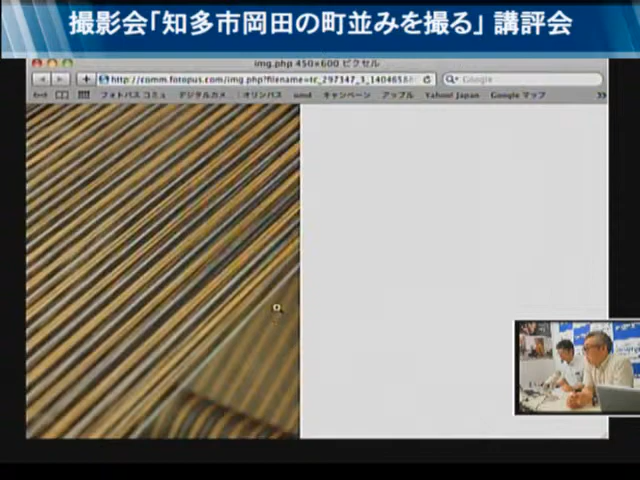 撮影会「知多市岡田の町並みを撮る」講評会
img.php 450×600 ピクセル
http://comm.fotopus.com/img.php?filename=tc_297147_1_140465
Google
フォトパス コミュ デジタルカメ... オリンパス キャンペーン アップル Yahoo! Japan Google マップ